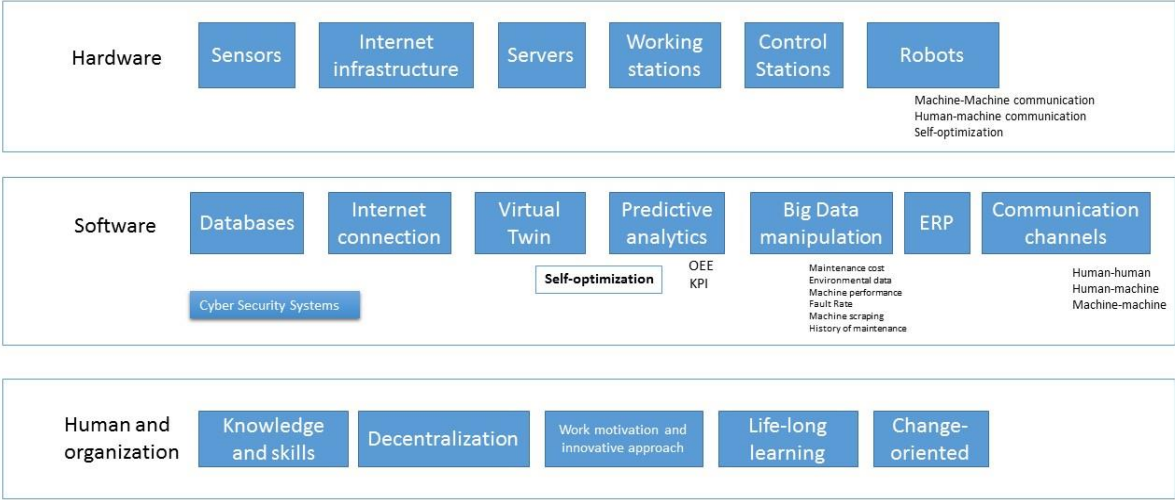 Hardware
Sensors
Internet
infrastructure
Servers
Working
stations
Control
Stations
Robots
Machine-Machine communication
Human-machine communication
Self-optimization
Software
Databases
Internet
connection
Virtual
Twin
Predictive
analytics
Big Data
manipulation
ERP
Communication
channels
Self-optimization
OEE
KPI
Maintenance cost
Environmental data
Machine performance
Fault Rate
Machine scraping
History of maintenance
Human-human
Human-machine
Machine-machine
Cyber Security Systems
Human and
organization
Knowledge
and skills
Decentralization
Work motivation and
innovative approach
Life-long
learning
Change-
oriented